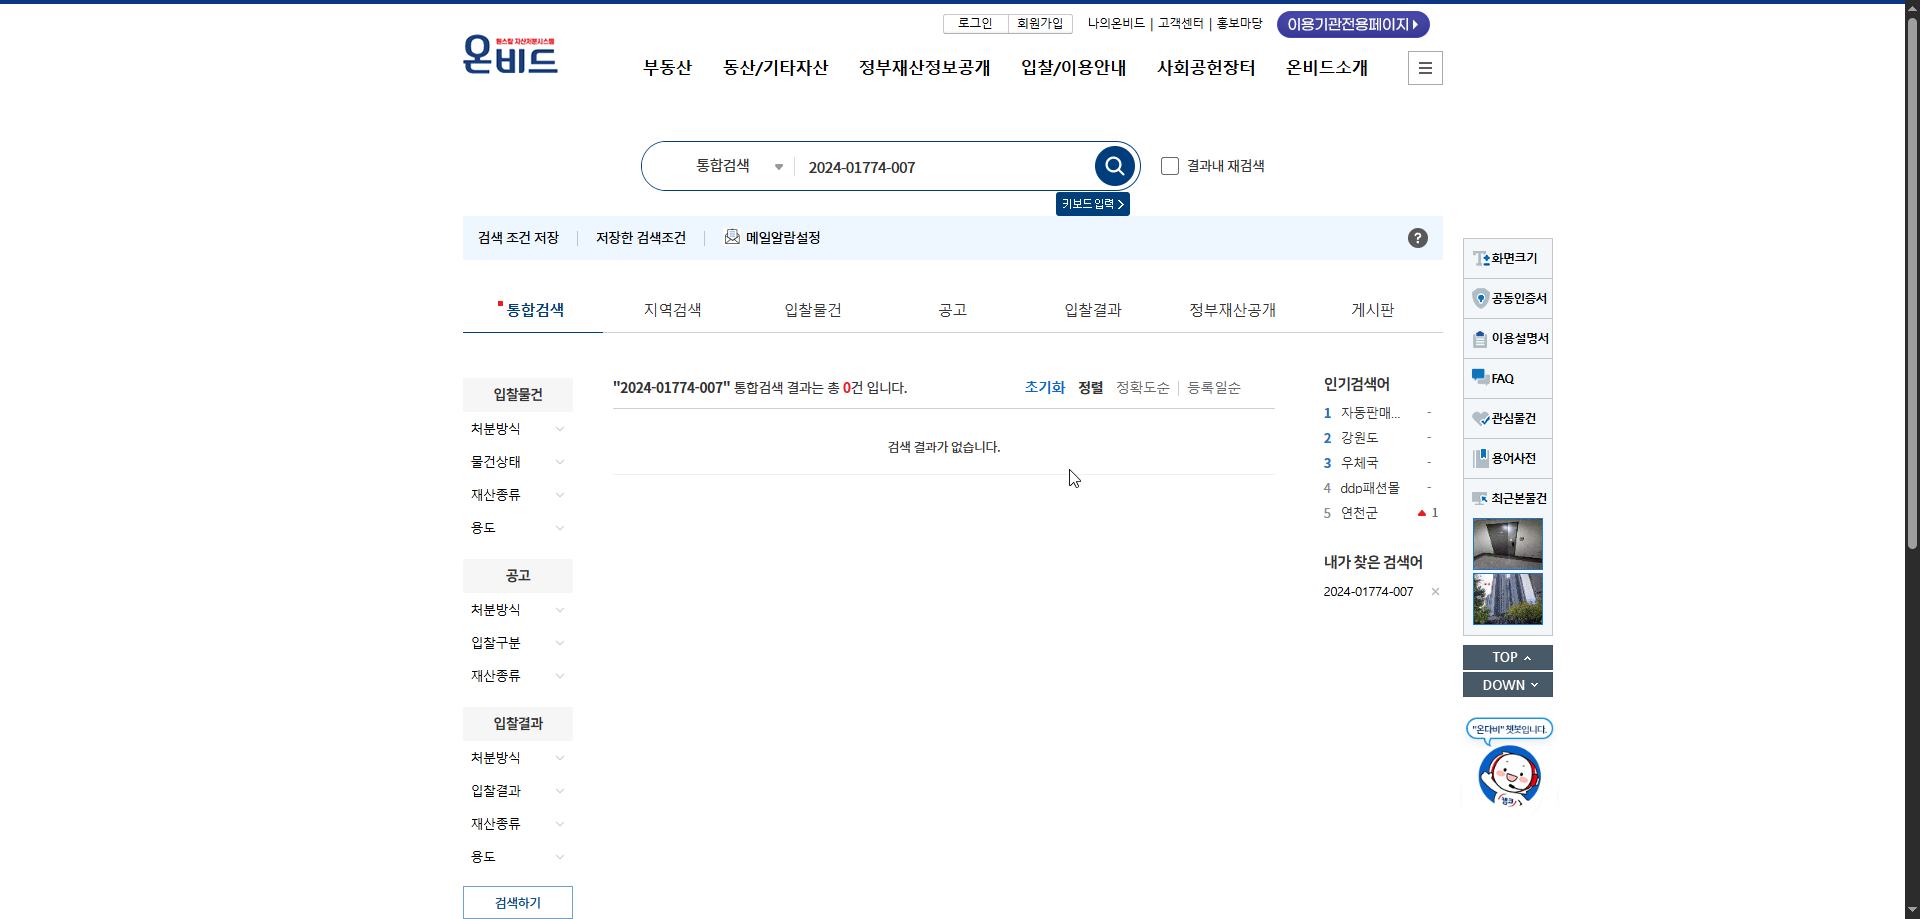 로그인 회원가입 나의온비드 | 고객센터 | 홍보마당 이용기관전용페이지
원스톱 자산처분시스템
온비드
부동산 동산/기타자산 정부재산정보공개 입찰/이용안내 사회공헌장터 온비드소개
통합검색 2024-01774-007 결과내 재검색
키보드 입력 >
검색 조건 저장 저장한 검색조건 메일알람설정 ?
통합검색 지역검색 입찰물건 공고 입찰결과 정부재산공개 게시판
입찰물건
처분방식
물건상태
재산종류
용도
공고
처분방식
입찰구분
재산종류
입찰결과
처분방식
입찰결과
재산종류
용도
검색하기
"2024-01774-007" 통합검색 결과는 총 0건 입니다.
초기화 정렬 정확도순 | 등록일순
검색 결과가 없습니다.
인기검색어
1 자동판매... -
2 강원도 -
3 우체국 -
4 ddp패션몰 -
5 연천군 ▲ 1
내가 찾은 검색어
2024-01774-007 ×
화면크기
공동인증서
이용설명서
FAQ
관심물건
용어사전
최근본물건
TOP
DOWN
"온다비" 챗봇입니다.